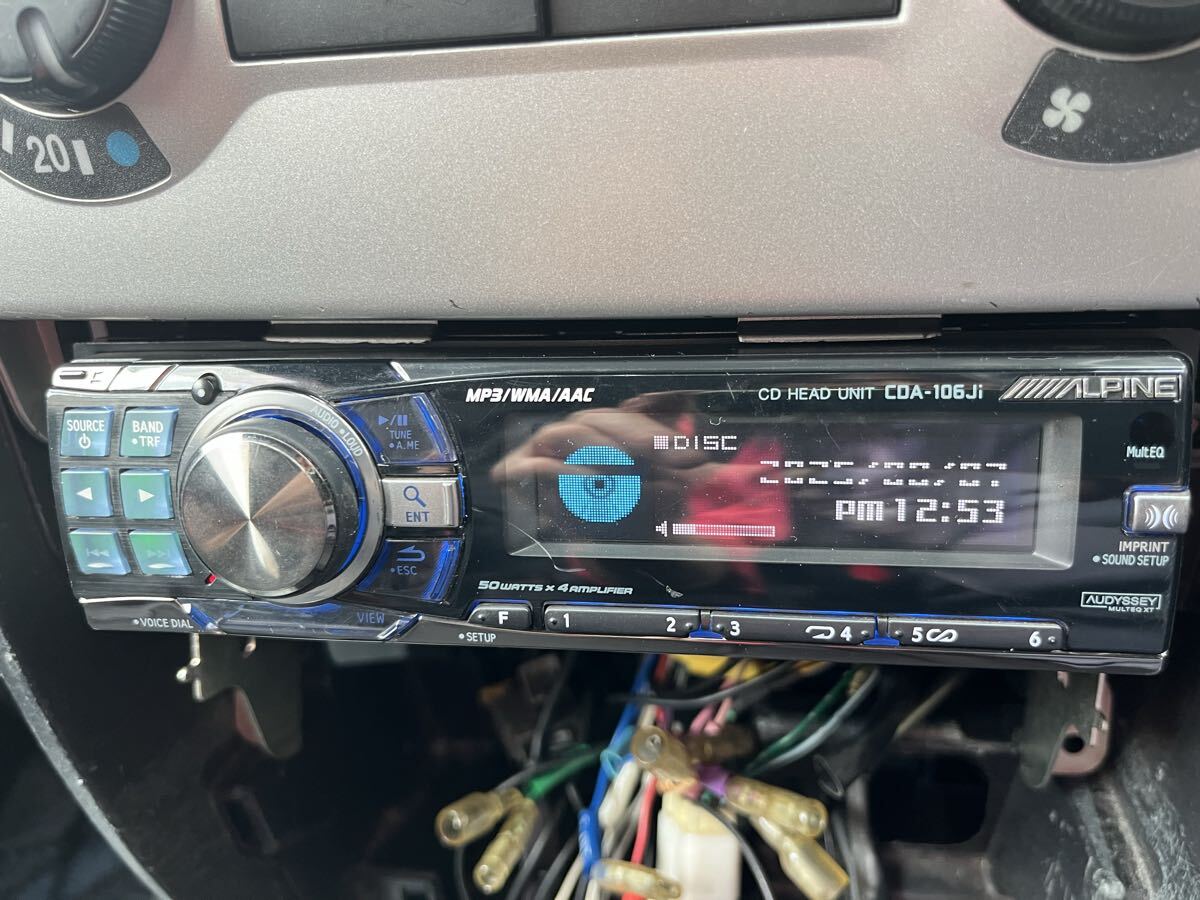 20
MP3/WMA/AAC
CD HEAD UNIT CDA-106Ji
ALPINE
SOURCE
BAND
• TRF
AUDIO • LOUD
TUNE
• A.ME
ENT
• ESC
DISC
pm 12:53
MultEQ
IMPRINT
• SOUND SETUP
AUDYSSEY
MULTEQ XT
50WATTS × 4 AMPLIFIER
• VOICE DIAL
VIEW
• SETUP
F
1
2
3
4
5
6